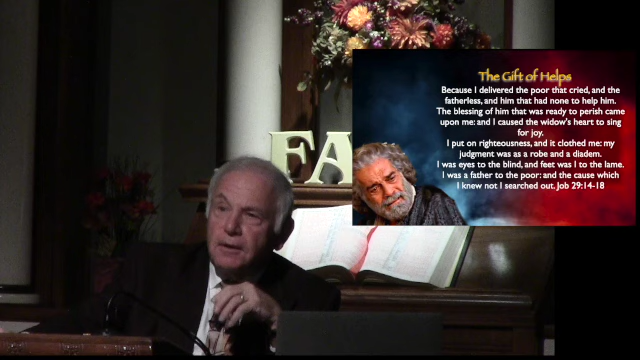 The Gift of Helps
Because I delivered the poor that cried, and the
fatherless, and him that had none to help him.
The blessing of him that was ready to perish came
upon me: and I caused the widow's heart to sing
for joy.
I put on righteousness, and it clothed me: my
judgment was as a robe and a diadem.
I was eyes to the blind, and feet was I to the lame.
I was a father to the poor: and the cause which
I knew not I searched out. Job 29:14-18
FA